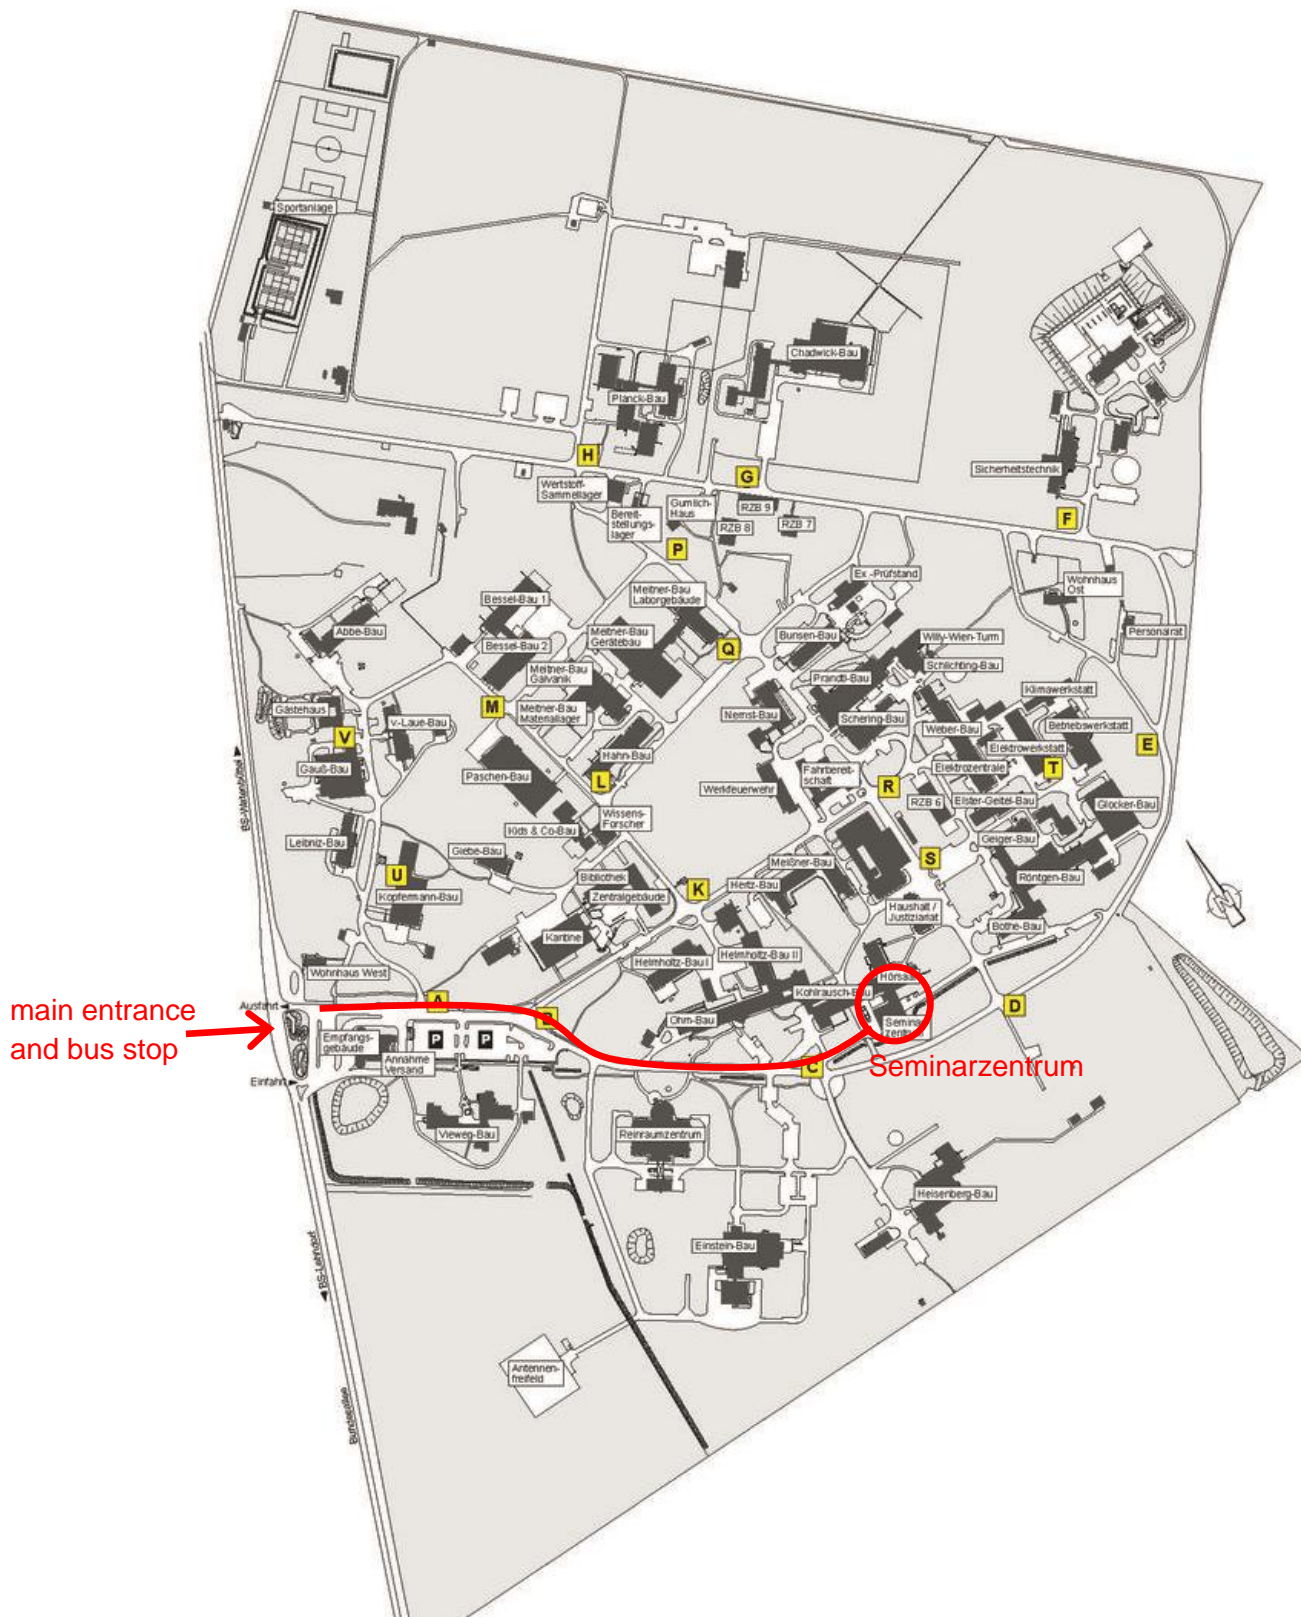 Sportanlage
Chadwick-Bau
Planck-Bau
H
Sicherheitstechnik
G
Wertstoff-
Sammellager
Gumlich-
Haus
RZB 9
Bereit-
stellungs-
lager
RZB 8
RZB 7
F
P
Ex -Prüfstand
Wohnhaus
Ost
Bessel-Bau 1
Meitner-Bau
Laborgebäude
Abbe-Bau
Meitner-Bau
Gerätebau
Bunsen-Bau
Willy-Wien-Turm
Personalrat
Bessel-Bau 2
Q
Schlichting-Bau
Meitner-Bau
Galvanik
Prandtl-Bau
Klimawerkstatt
Gästehaus
M
Meitner-Bau
Materiallager
Nernst-Bau
Schering-Bau
v.-Laue-Bau
Weber-Bau
Betriebswerkstatt
V
E
Hahn-Bau
Elektrowerkstatt
Gauß-Bau
Paschen-Bau
L
Fahrbereit-
schaft
Elektrozentrale
T
BS-Watenbüttel
Werkfeuerwehr
R
RZB 6
Elster-Geitel-Bau
Glocker-Bau
Wissens-
Forscher
Kids & Co-Bau
Leibniz-Bau
Giebe-Bau
Geiger-Bau
Meißner-Bau
S
U
Bibliothek
K
Hertz-Bau
Röntgen-Bau
Kopfermann-Bau
Zentralgebäude
Haushalt /
Justiziariat
Kantine
Bothe-Bau
N
Helmholtz-Bau I
Helmholtz-Bau II
Wohnhaus West
Hörsaal
Kohlrausch-Bau
Ausfahrt
A
D
main entrance
and bus stop
B
Ohm-Bau
Seminar-
zentrum
Empfangs-
gebäude
P
P
Annahme
Versand
C
Seminarzentrum
Einfahrt
Vieweg-Bau
Reinraumzentrum
Heisenberg-Bau
Einstein-Bau
BS-Lehndorf
Antennen-
freifeld
Bundesallee